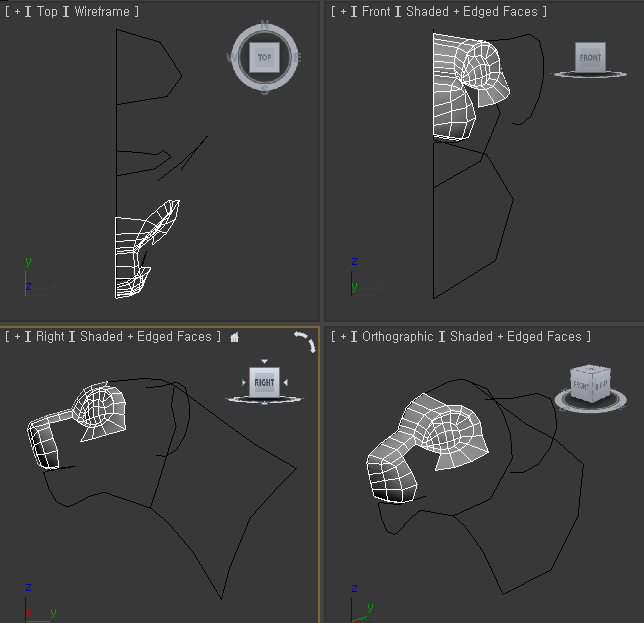 [ + ] Top ] Wireframe ]
N
W
TOP
E
S
y
z
[ + ] Front ] Shaded + Edged Faces ]
FRONT
z
y
[ + ] Right ] Shaded + Edged Faces ]
RIGHT
z
x
y
[ + ] Orthographic ] Shaded + Edged Faces ]
FRONT
RIGHT
z
y